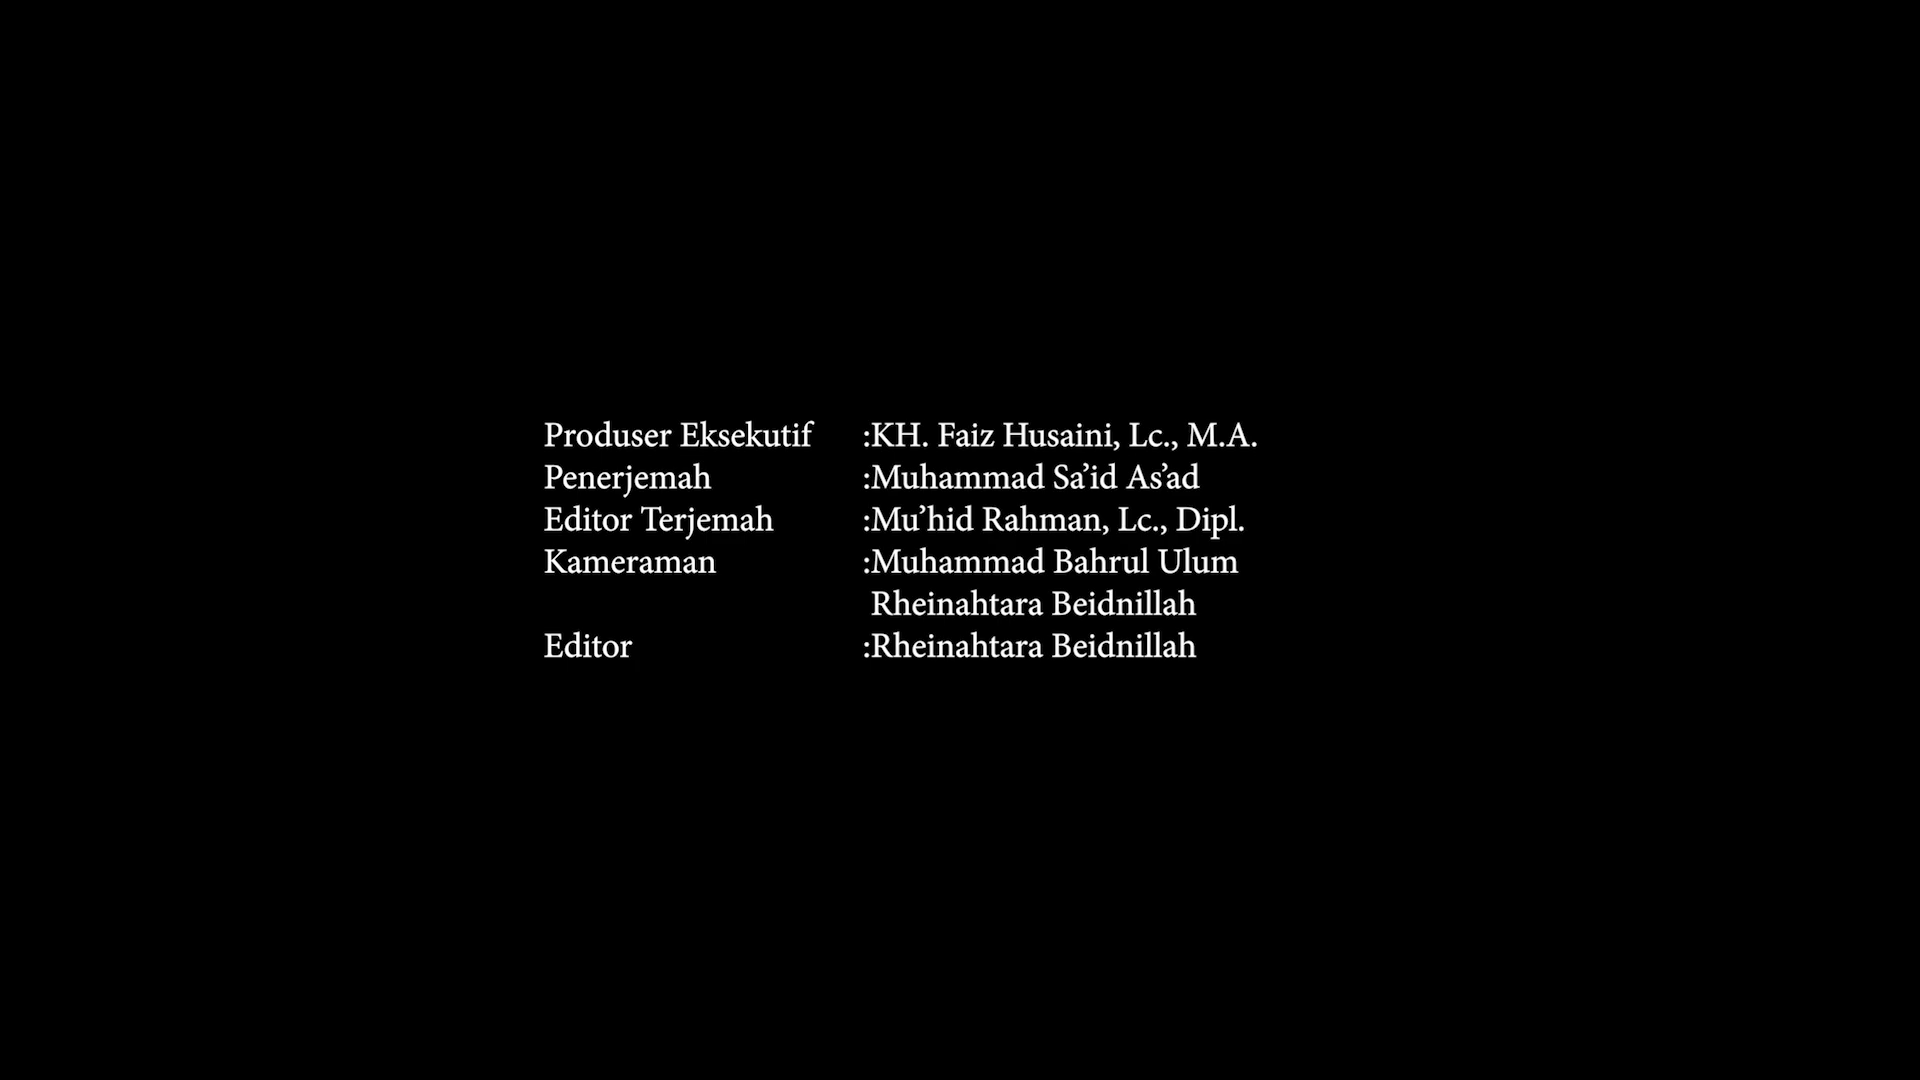 Produser Eksekutif :KH. Faiz Husaini, Lc., M.A.
Penerjemah :Muhammad Sa’id As’ad
Editor Terjemah :Mu’hid Rahman, Lc., Dipl.
Kameraman :Muhammad Bahrul Ulum
Rheinahtara Beidnillah
Editor :Rheinahtara Beidnillah